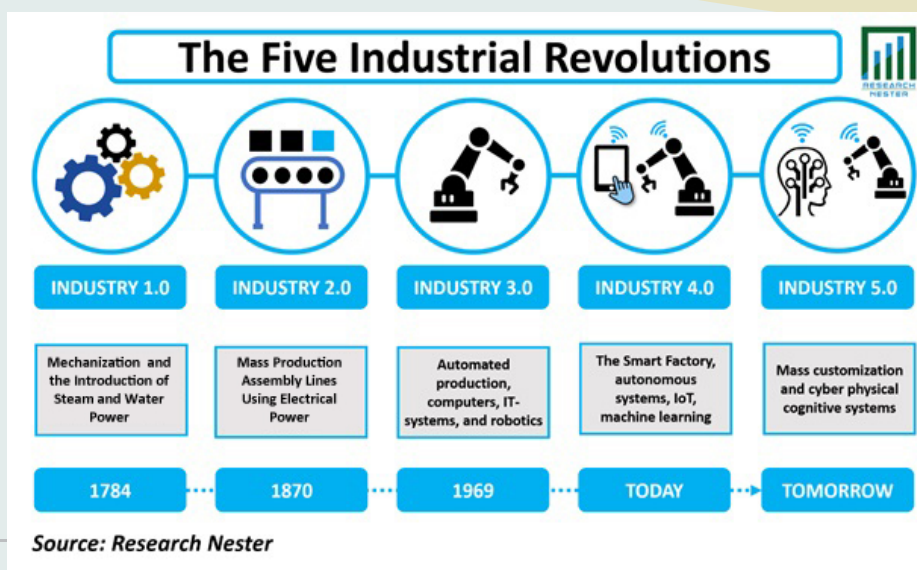 The Five Industrial Revolutions
RESEARCH
NESTER
INDUSTRY 1.0
INDUSTRY 2.0
INDUSTRY 3.0
INDUSTRY 4.0
INDUSTRY 5.0
Mechanization and
the Introduction of
Steam and Water
Power
Mass Production
Assembly Lines
Using Electrical
Power
Automated
production,
computers, IT-
systems, and robotics
The Smart Factory,
autonomous
systems, IoT,
machine learning
Mass customization
and cyber physical
cognitive systems
1784
1870
1969
TODAY
TOMORROW
Source: Research Nester